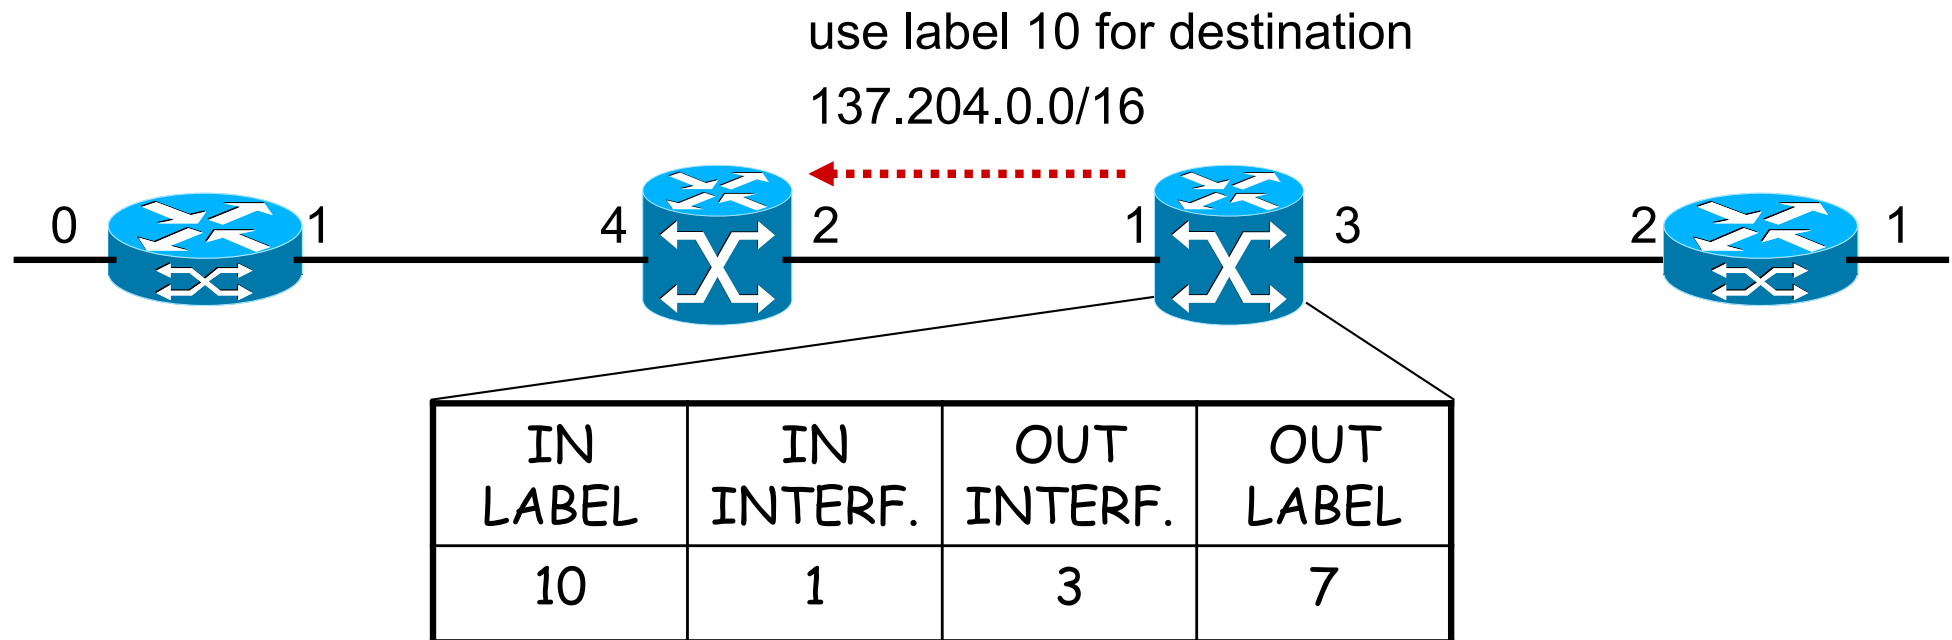 use label 10 for destination
137.204.0.0/16
0 1 4 2 1 3 2 1
IN IN OUT OUT
LABEL INTERF. INTERF. LABEL
10 1 3 7